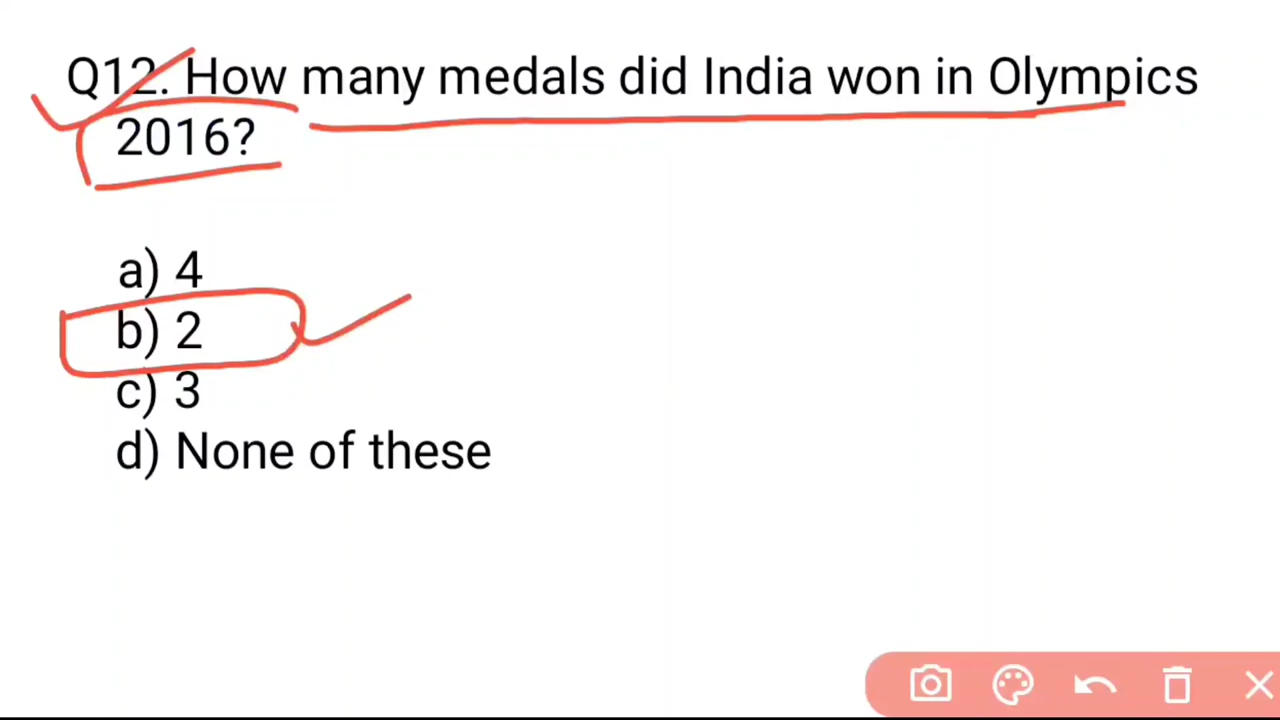 Q12. How many medals did India won in Olympics
2016?
a) 4
b) 2
c) 3
d) None of these